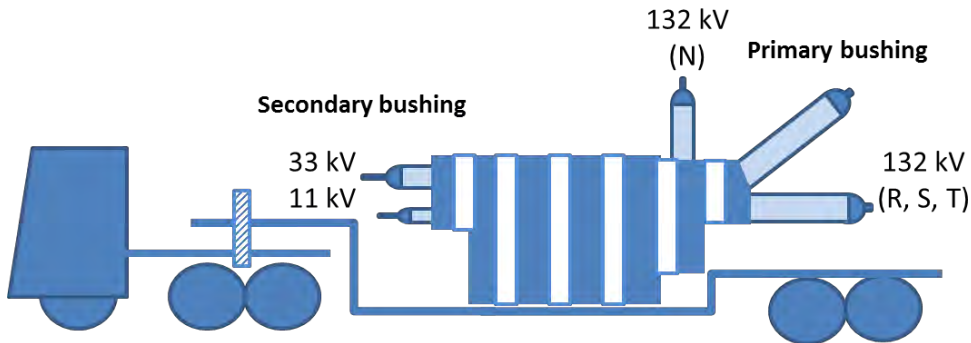 132 kV
(N)
Primary bushing
Secondary bushing
33 kV
11 kV
132 kV
(R, S, T)